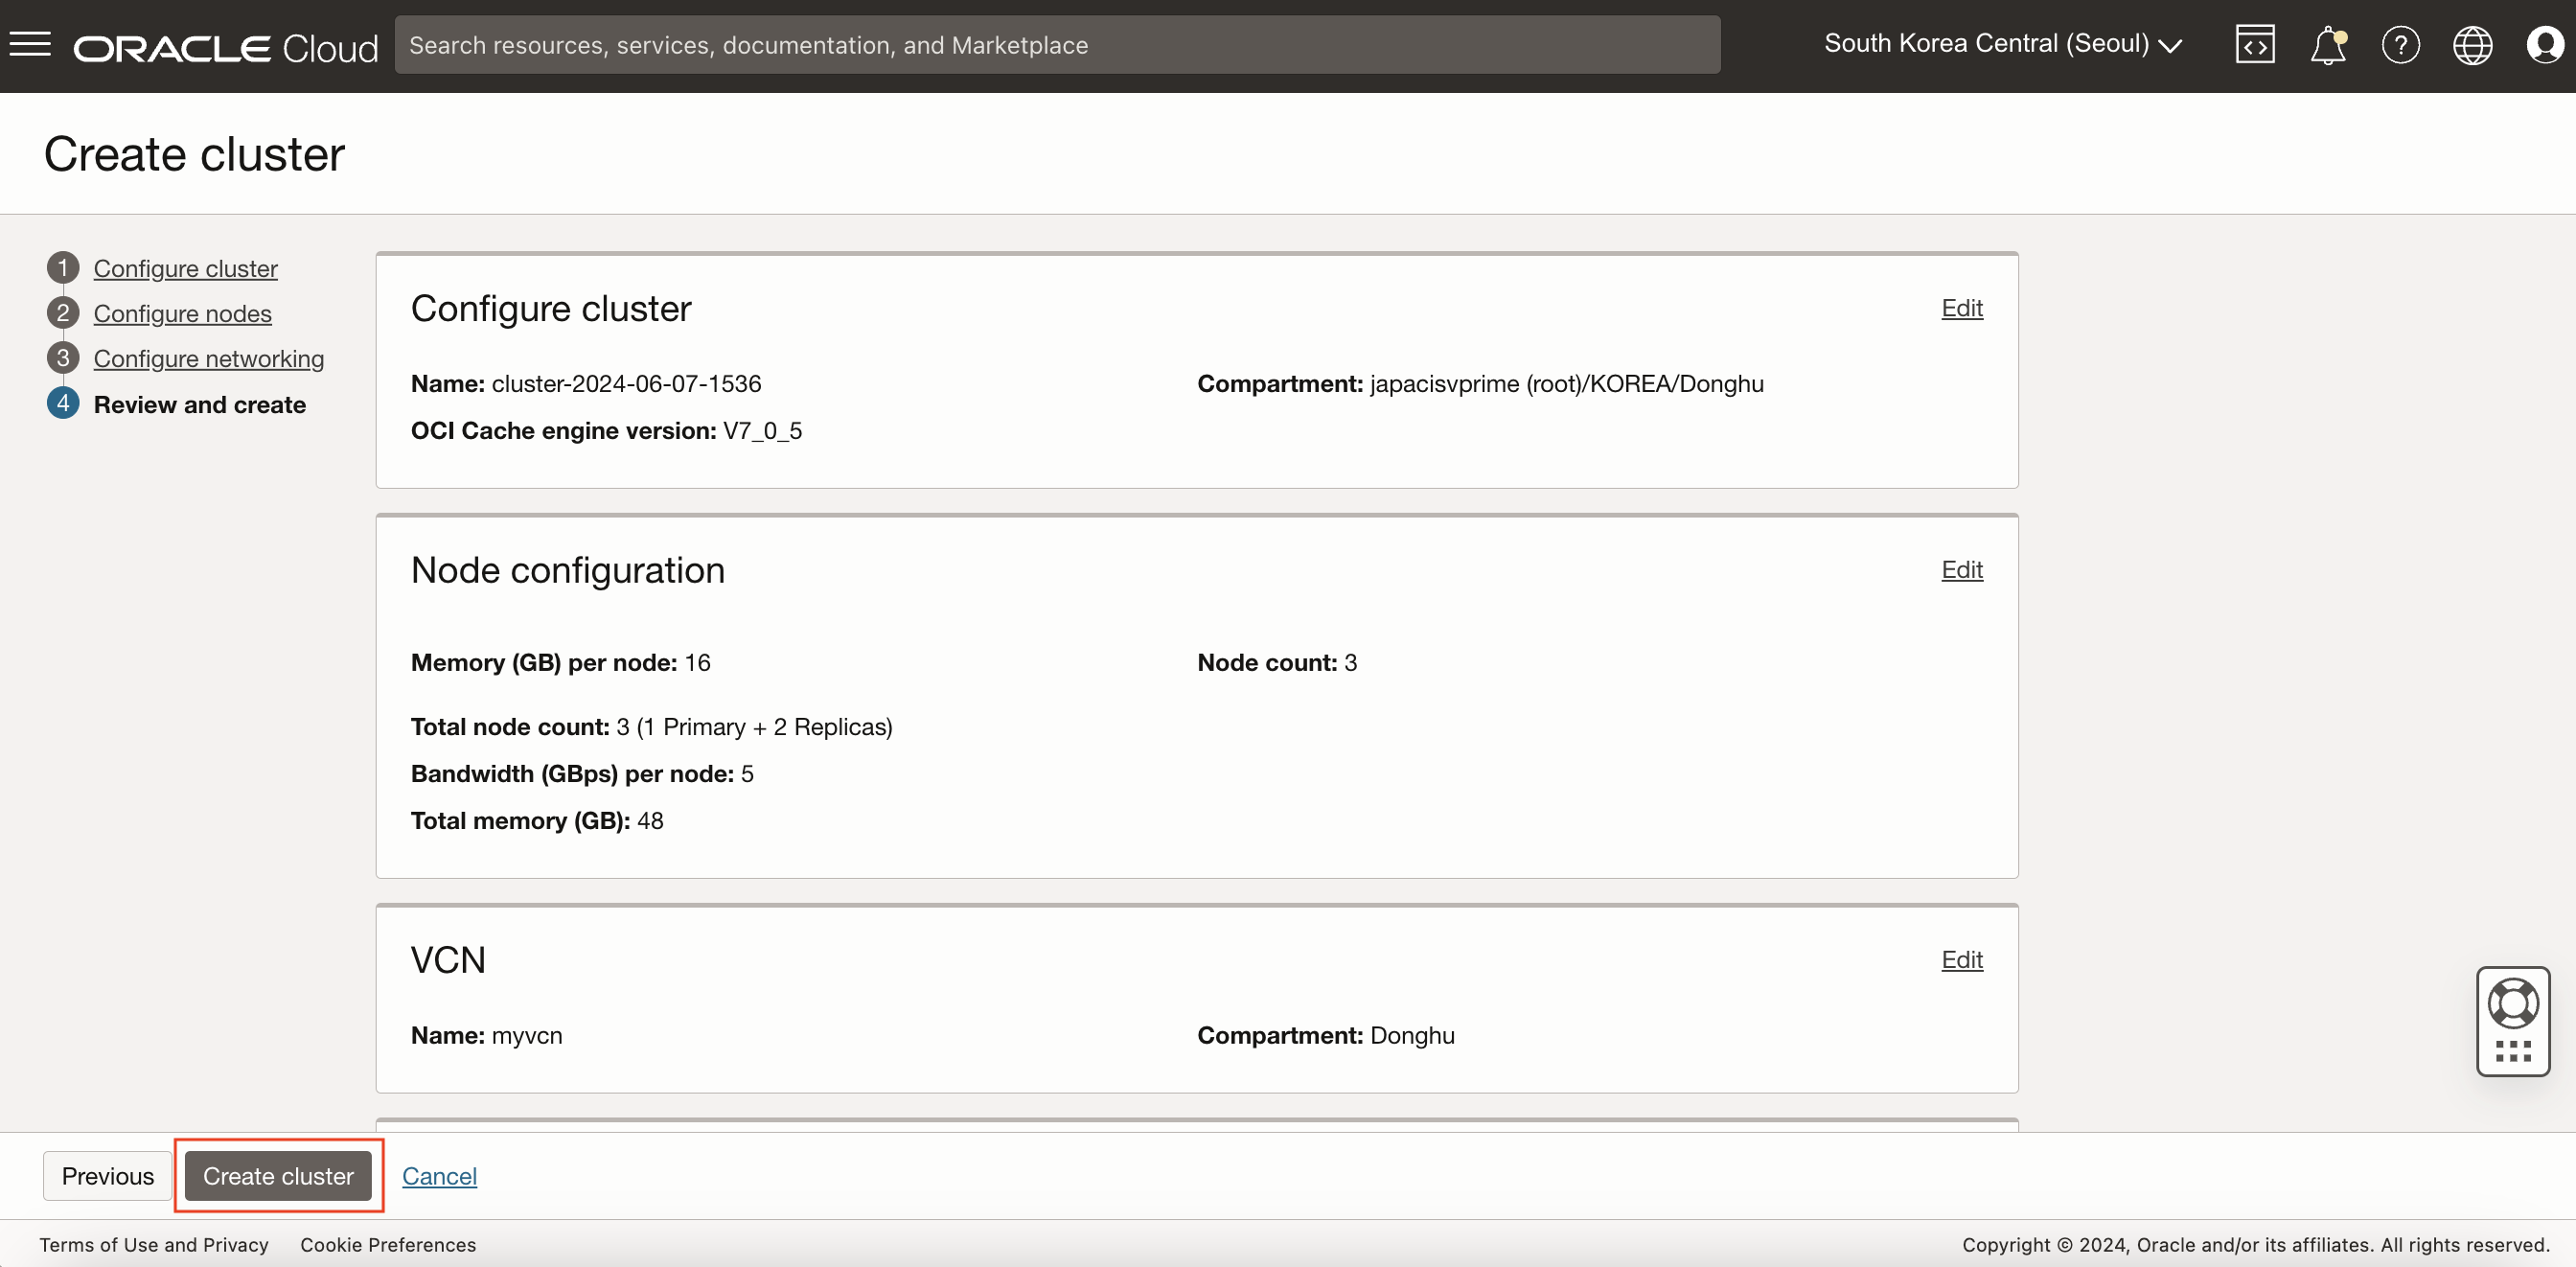 ORACLE Cloud
Search resources, services, documentation, and Marketplace
South Korea Central (Seoul)
Create cluster
1 Configure cluster
2 Configure nodes
3 Configure networking
4 Review and create
Configure cluster
Edit
Name: cluster-2024-06-07-1536
Compartment: japacisvprime (root)/KOREA/Donghu
OCI Cache engine version: V7_0_5
Node configuration
Edit
Memory (GB) per node: 16
Node count: 3
Total node count: 3 (1 Primary + 2 Replicas)
Bandwidth (GBps) per node: 5
Total memory (GB): 48
VCN
Edit
Name: myvcn
Compartment: Donghu
Previous
Create cluster
Cancel
Terms of Use and Privacy
Cookie Preferences
Copyright © 2024, Oracle and/or its affiliates. All rights reserved.